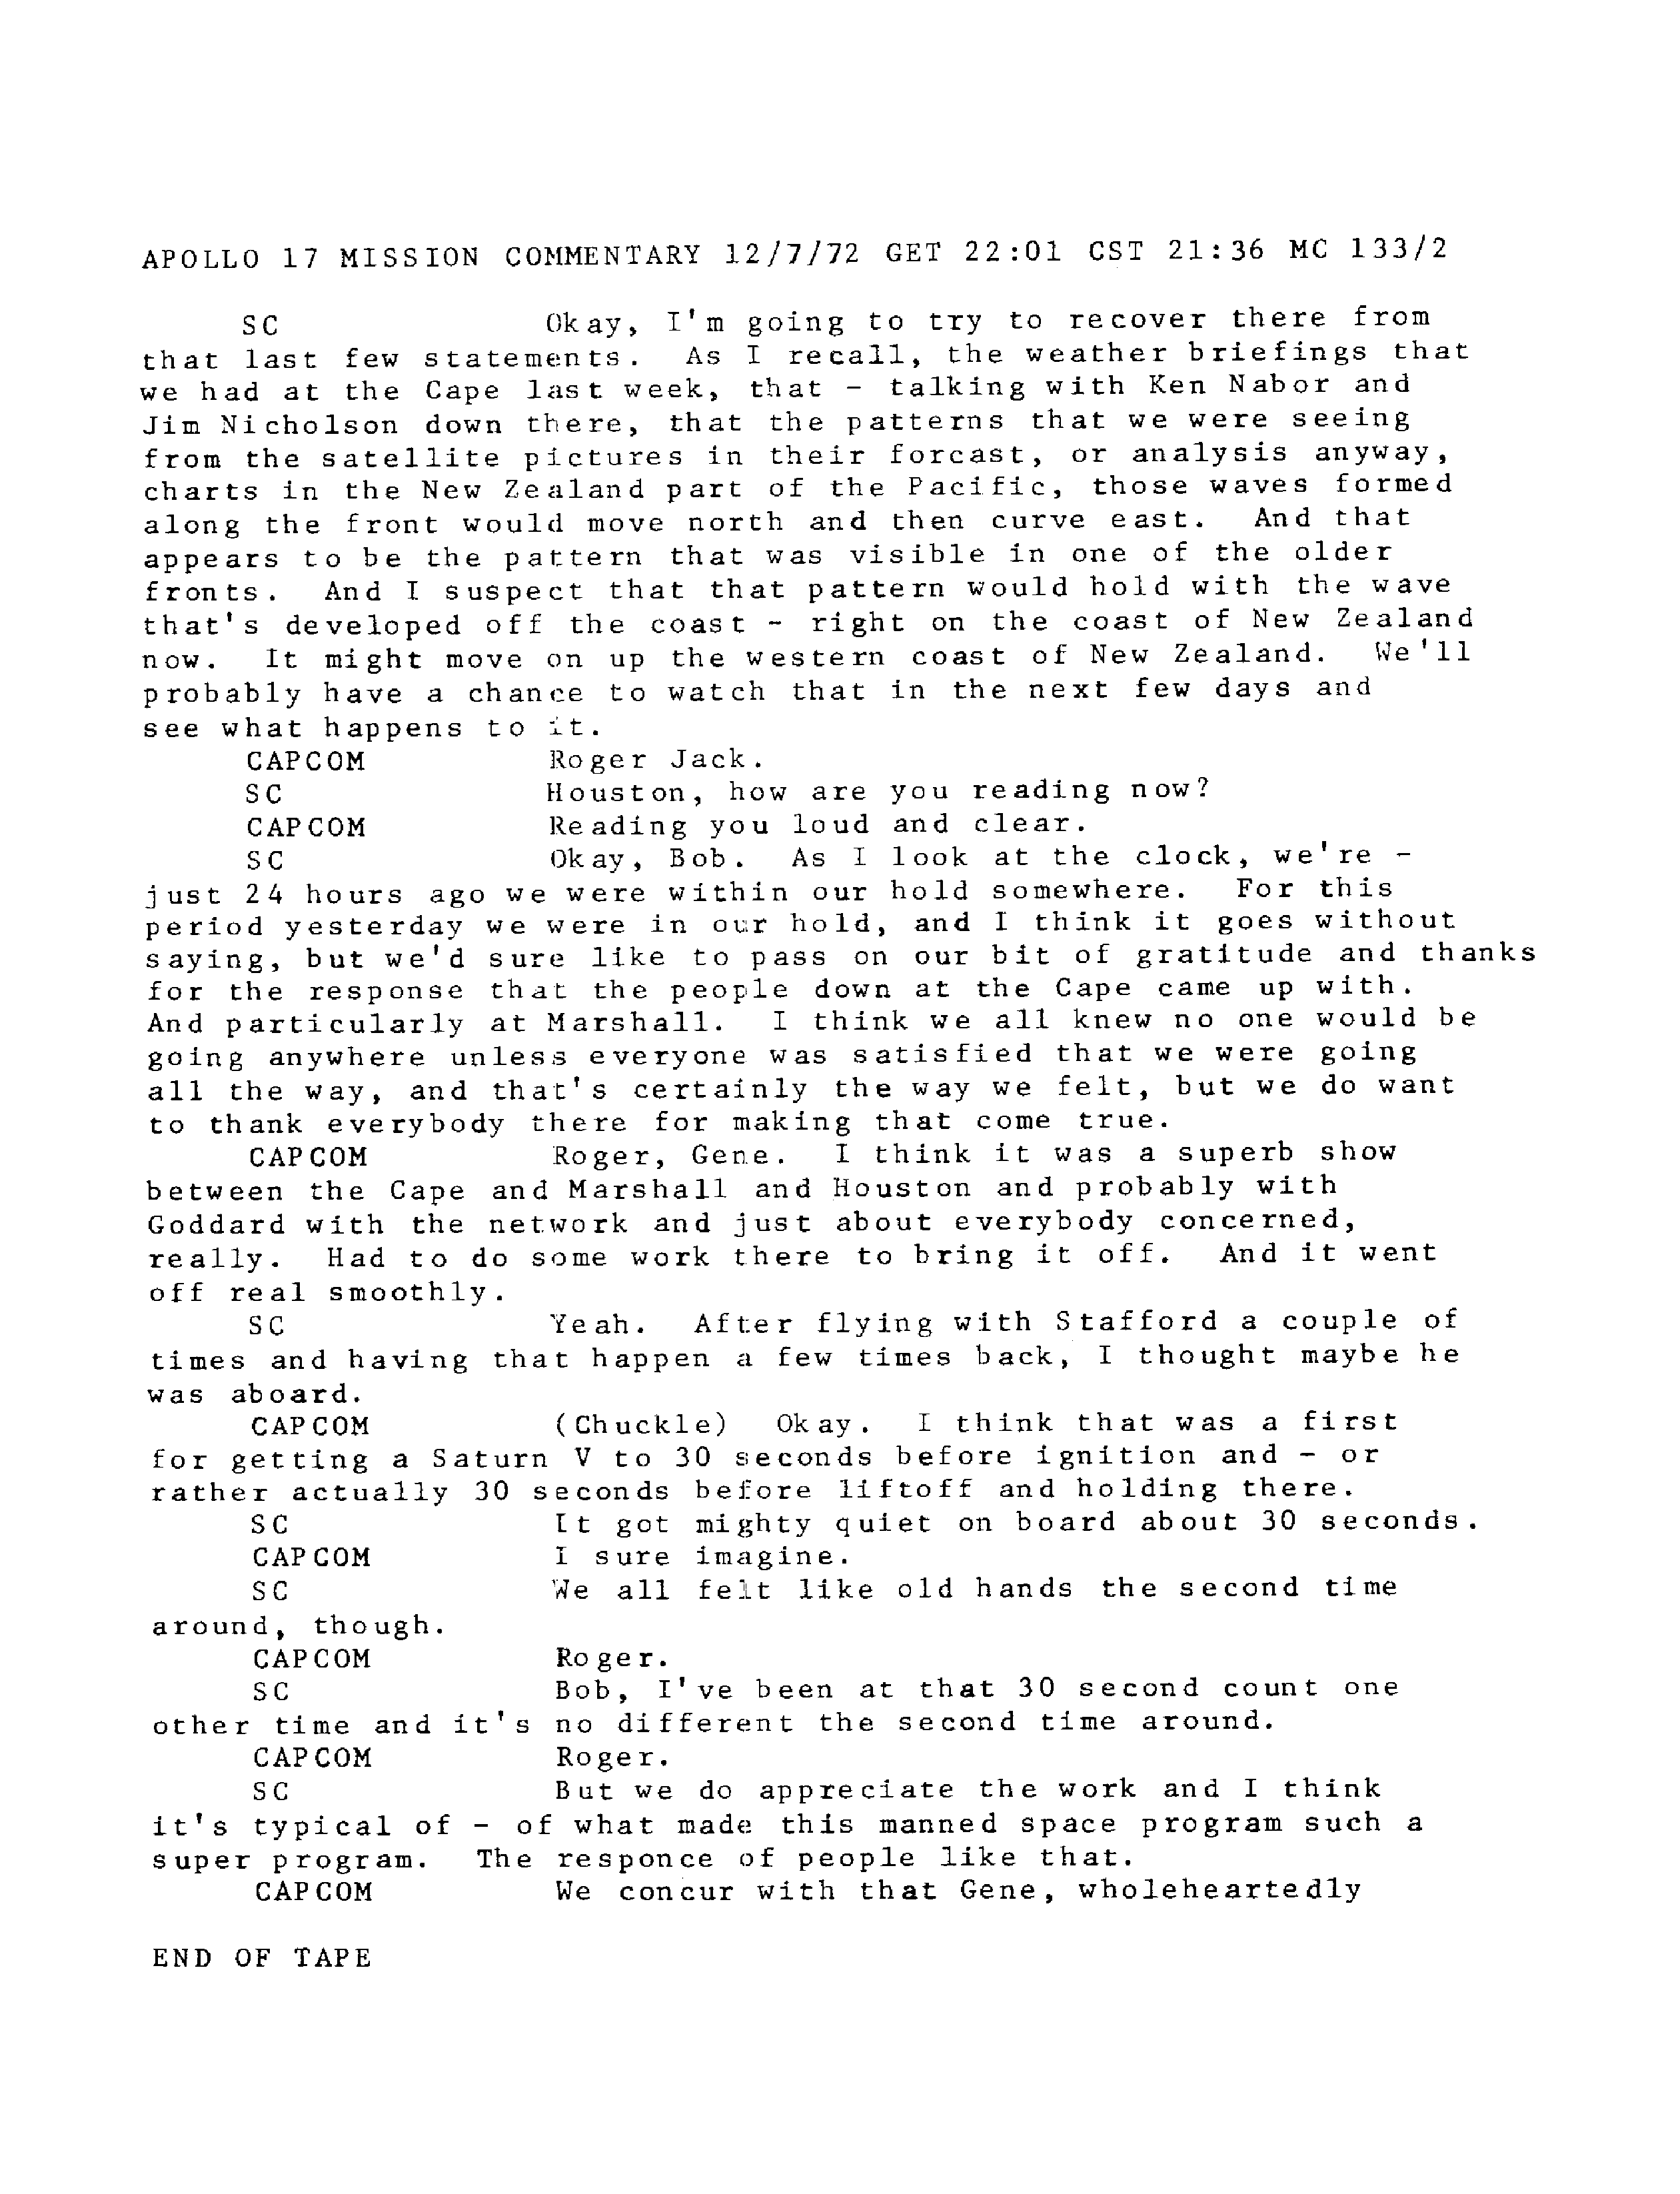 APOLLO 17 MISSION COMMENTARY 12/7/72 GET 22:01 CST 21:36 MC 133/2
SC Okay, I'm going to try to recover there from
that last few statements. As I recall, the weather briefings that
we had at the Cape last week, that - talking with Ken Nabor and
Jim Nicholson down there, that the patterns that we were seeing
from the satellite pictures in their forcast, or analysis anyway,
charts in the New Zealand part of the Pacific, those waves formed
along the front would move north and then curve east. And that
appears to be the pattern that was visible in one of the older
fronts. And I suspect that that pattern would hold with the wave
that's developed off the coast - right on the coast of New Zealand
now. It might move on up the western coast of New Zealand. We'll
probably have a chance to watch that in the next few days and
see what happens to it.
CAPCOM Roger Jack.
SC Houston, how are you reading now?
CAPCOM Reading you loud and clear.
SC Okay, Bob. As I look at the clock, we're -
just 24 hours ago we were within our hold somewhere. For this
period yesterday we were in our hold, and I think it goes without
saying, but we'd sure like to pass on our bit of gratitude and thanks
for the response that the people down at the Cape came up with.
And particularly at Marshall. I think we all knew no one would be
going anywhere unless everyone was satisfied that we were going
all the way, and that's certainly the way we felt, but we do want
to thank everybody there for making that come true.
CAPCOM Roger, Gene. I think it was a superb show
between the Cape and Marshall and Houston and probably with
Goddard with the network and just about everybody concerned,
really. Had to do some work there to bring it off. And it went
off real smoothly.
SC Yeah. After flying with Stafford a couple of
times and having that happen a few times back, I thought maybe he
was aboard.
CAPCOM (Chuckle) Okay. I think that was a first
for getting a Saturn V to 30 seconds before ignition and - or
rather actually 30 seconds before liftoff and holding there.
SC It got mighty quiet on board about 30 seconds.
CAPCOM I sure imagine.
SC We all felt like old hands the second time
around, though.
CAPCOM Roger.
SC Bob, I've been at that 30 second count one
other time and it's no different the second time around.
CAPCOM Roger.
SC But we do appreciate the work and I think
it's typical of - of what made this manned space program such a
super program. The responce of people like that.
CAPCOM We concur with that Gene, wholeheartedly
END OF TAPE